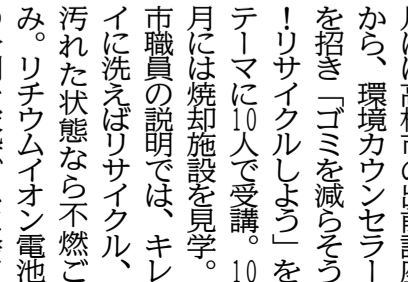 月には高槻市の出前講座
から、環境カウンセラー
を招き「ゴミを減らそう
！リサイクルしよう」を
テーマに10人で受講。10
月には焼却施設を見学。
市職員の説明では、キレ
イに洗えばリサイクル、
汚れた状態なら不燃ご
み。リチウムイオン電池